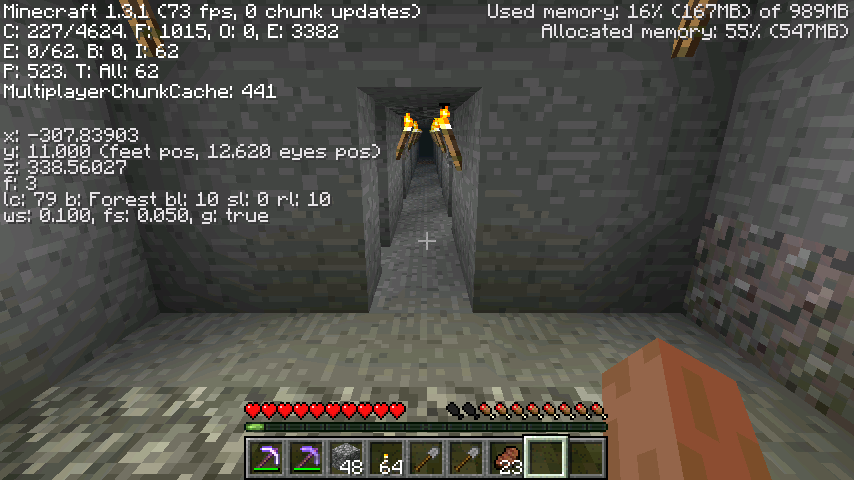 Minecraft 1.3.1 (73 fps, 0 chunk updates)
Used memory: 16% (167MB) of 989MB
C: 227/4624. F: 1015, O: 0, E: 3382
Allocated memory: 55% (547MB)
E: 0/62. B: 0, I: 62
P: 523. T: All: 62
MultiplayerChunkCache: 441
x: -307.83903
y: 11.000 (feet pos, 12.620 eyes pos)
z: 338.56027
f: 3
lc: 79 b: Forest bl: 10 sl: 0 rl: 10
ws: 0.100, fs: 0.050, g: true
48 64 23